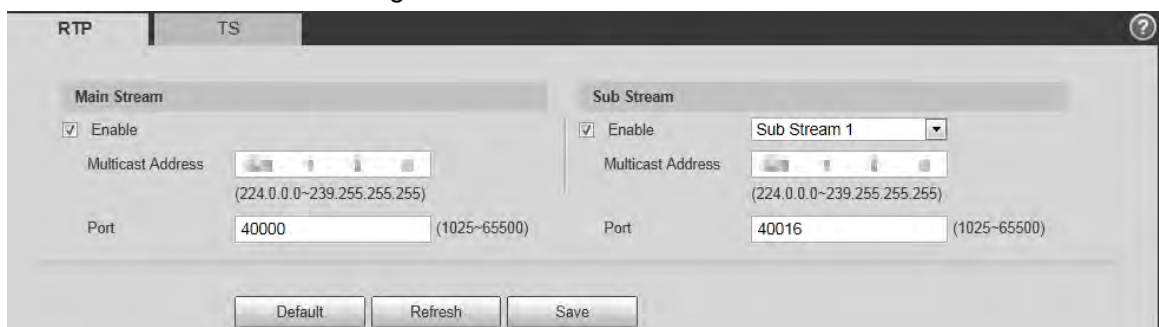 RTP TS ?
Main Stream
Enable
Multicast Address
(224.0.0.0~239.255.255.255)
Port 40000 (1025~65500)
Sub Stream
Enable Sub Stream 1
Multicast Address
(224.0.0.0~239.255.255.255)
Port 40016 (1025~65500)
Default Refresh Save